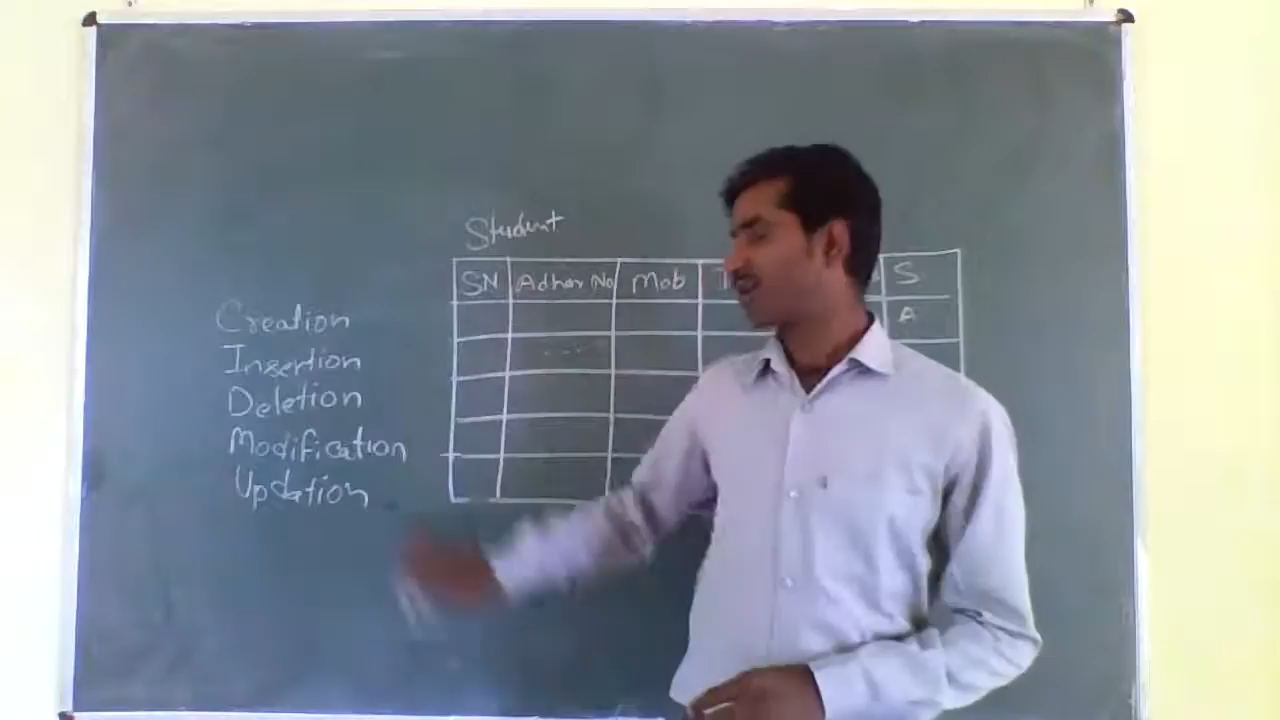 Student
SN Adhar No Mob S
A
Creation
Insertion
Deletion
Modification
Updation